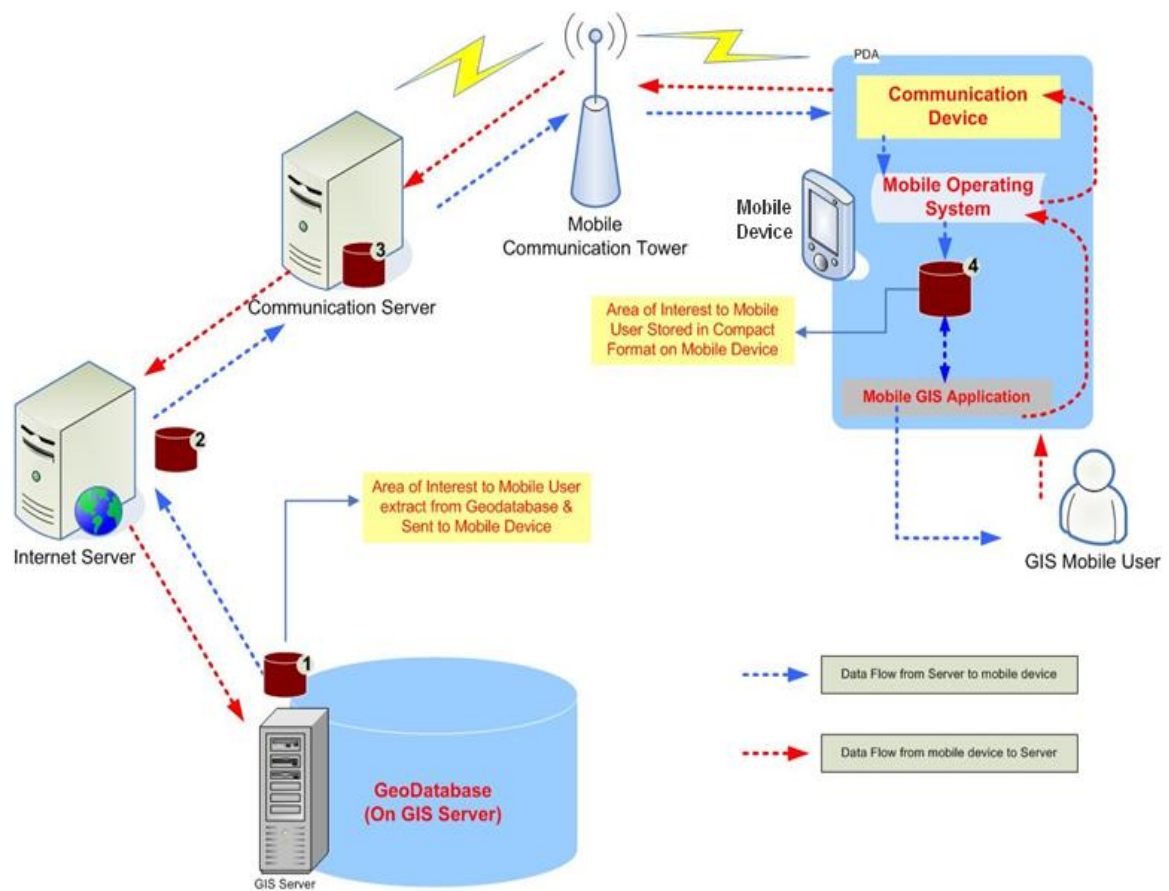 PDA
Communication
Device
Mobile Operating
System
Mobile
Device
Mobile
Communication Tower
3
Communication Server
4
Area of Interest to Mobile
User Stored in Compact
Format on Mobile Device
Mobile GIS Application
2
Internet Server
Area of Interest to Mobile User
extract from Geodatabase &
Sent to Mobile Device
GIS Mobile User
1
GeoDatabase
(On GIS Server)
GIS Server
Data Flow from Server to mobile device
Data Flow from mobile device to Server